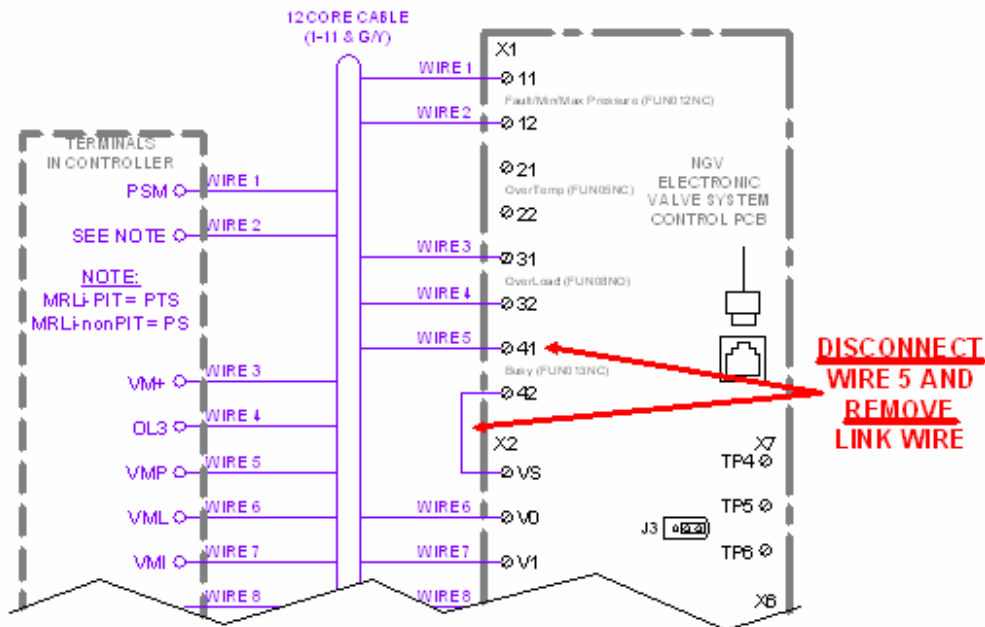 12 CORE CABLE
(1-11 & G/Y)
TERMINALS
IN CONTROLLER
PSM
WIRE 1
SEE NOTE
WIRE 2
NOTE:
MRLi-PIT = PTS
MRLi-nonPIT = PS
VM+
WIRE 3
OL3
WIRE 4
VMP
WIRE 5
VML
WIRE 6
VMI
WIRE 7
WIRE 8
X1
WIRE 1
11
Fault/Min/Max Pressure (FUN012NC)
WIRE 2
12
21
OverTemp (FUN05NC)
22
WIRE 3
31
OverLoad (FUN08NO)
WIRE 4
32
WIRE 5
41
Busy (FUN013NC)
42
X2
VS
WIRE 6
V0
WIRE 7
V1
WIRE 8
NGV
ELECTRONIC
VALVE SYSTEM
CONTROL PCB
X7
TP4
TP5
J3
TP6
X6
DISCONNECT
WIRE 5 AND
REMOVE
LINK WIRE